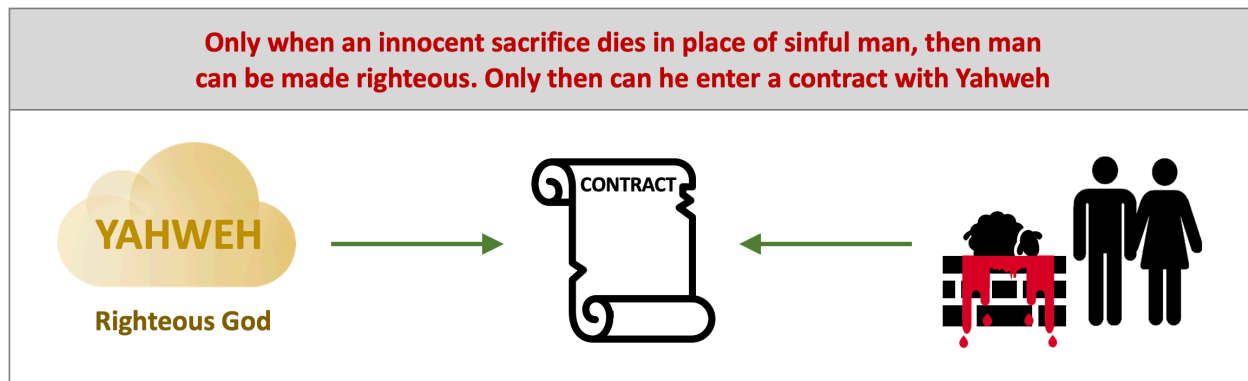 Only when an innocent sacrifice dies in place of sinful man, then man
can be made righteous. Only then can he enter a contract with Yahweh
YAHWEH
Righteous God
CONTRACT